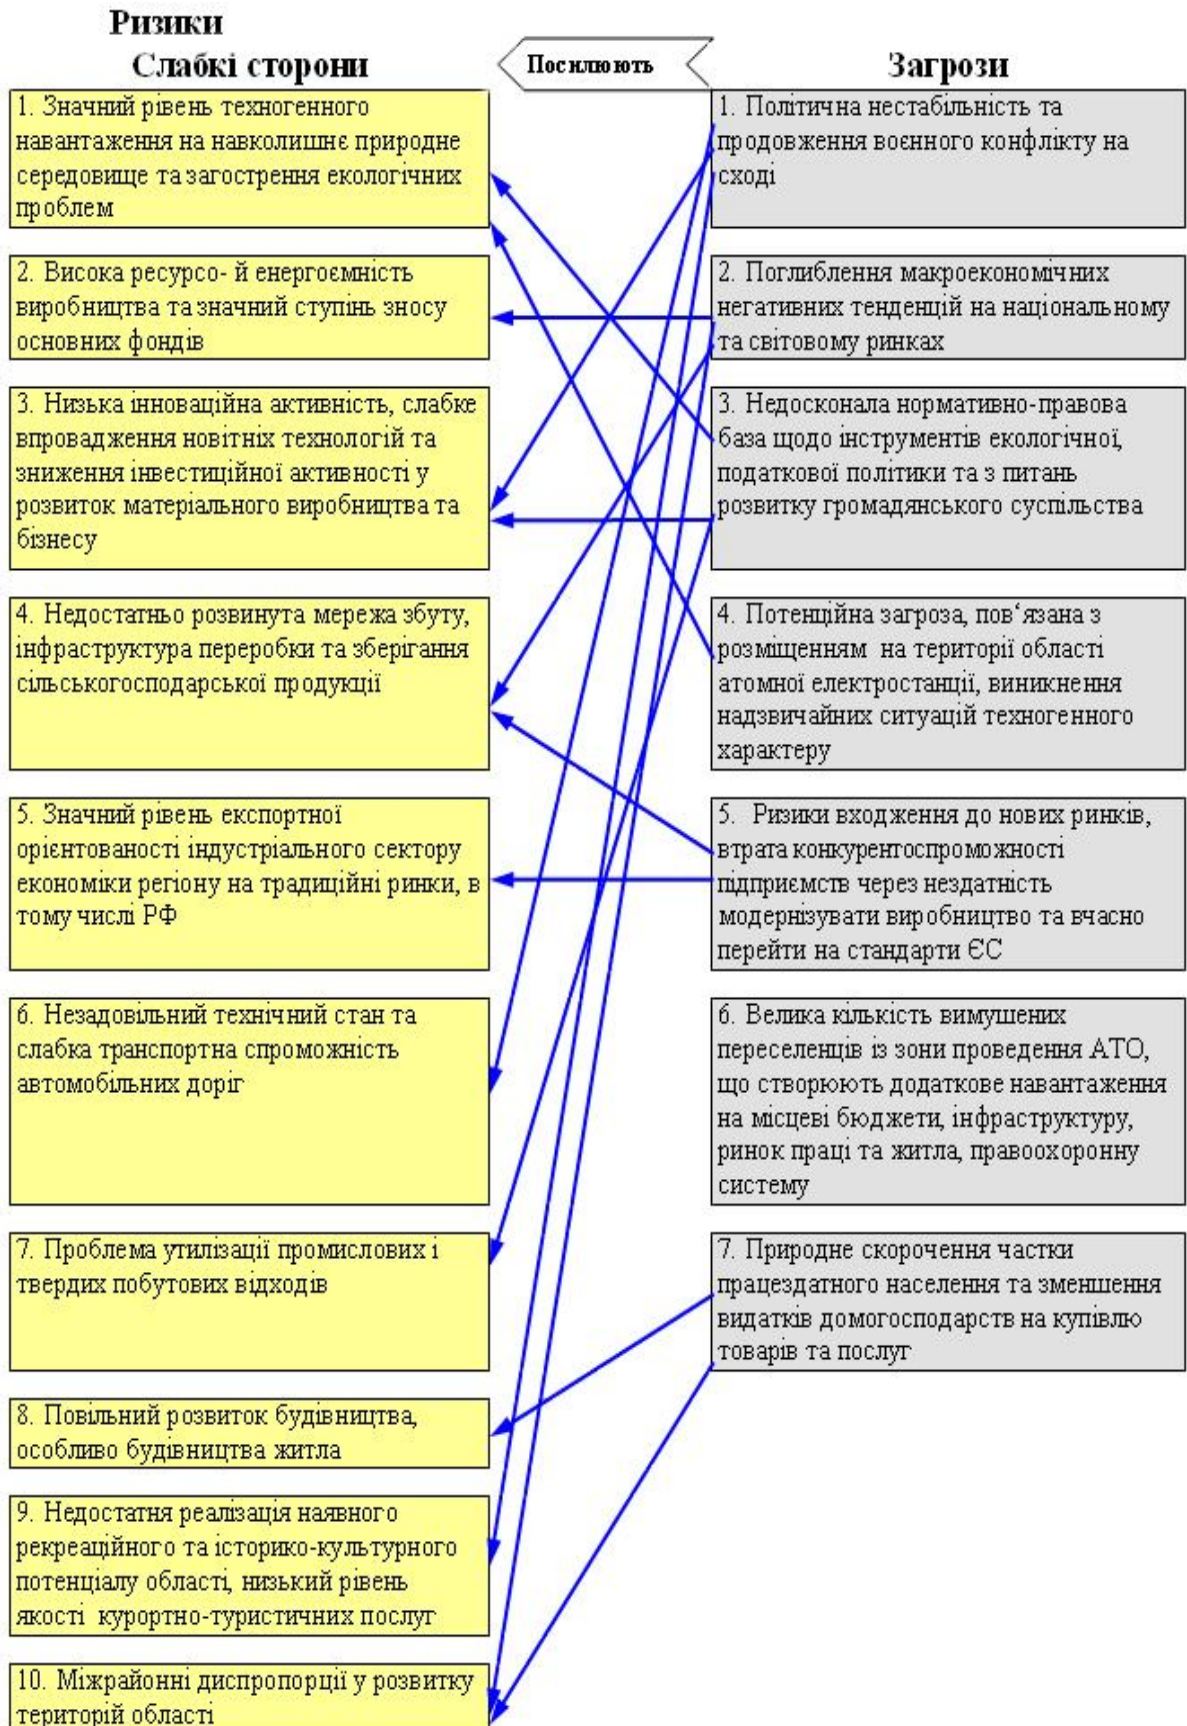 Ризики
Слабкі сторони
Посилюють
Загрози
1. Значний рівень техногенного
навантаження на навколишнє природне
середовище та загострення екологічних
проблем
2. Висока ресурсо- й енергоємність
виробництва та значний ступінь зносу
основних фондів
3. Низька інноваційна активність, слабке
впровадження новітніх технологій та
зниження інвестиційної активності у
розвиток матеріального виробництва та
бізнесу
4. Недостатньо розвинута мережа збуту,
інфраструктура переробки та зберігання
сільськогосподарської продукції
5. Значний рівень експортної
орієнтованості індустріального сектору
економіки регіону на традиційні ринки, в
тому числі РФ
6. Незадовільний технічний стан та
слабка транспортна спроможність
автомобільних доріг
7. Проблема утилізації промислових і
твердих побутових відходів
8. Повільний розвиток будівництва,
особливо будівництва житла
9. Недостатня реалізація наявного
рекреаційного та історико-культурного
потенціалу області, низький рівень
якості курортно-туристичних послуг
10. Міжрайонні диспропорції у розвитку
територій області
1. Політична нестабільність та
продовження воєнного конфлікту на
сході
2. Поглиблення макроекономічних
негативних тенденцій на національному
та світовому ринках
3. Недосконала нормативно-правова
база щодо інструментів екологічної,
податкової політики та з питань
розвитку громадянського суспільства
4. Потенційна загроза, пов‘язана з
розміщенням на території області
атомної електростанції, виникнення
надзвичайних ситуацій техногенного
характеру
5. Ризики входження до нових ринків,
втрата конкурентоспроможності
підприємств через нездатність
модернізувати виробництво та вчасно
перейти на стандарти ЄС
6. Велика кількість вимушених
переселенців із зони проведення АТО,
що створюють додаткове навантаження
на місцеві бюджети, інфраструктуру,
ринок праці та житла, правоохоронну
систему
7. Природне скорочення частки
працездатного населення та зменшення
видатків домогосподарств на купівлю
товарів та послуг